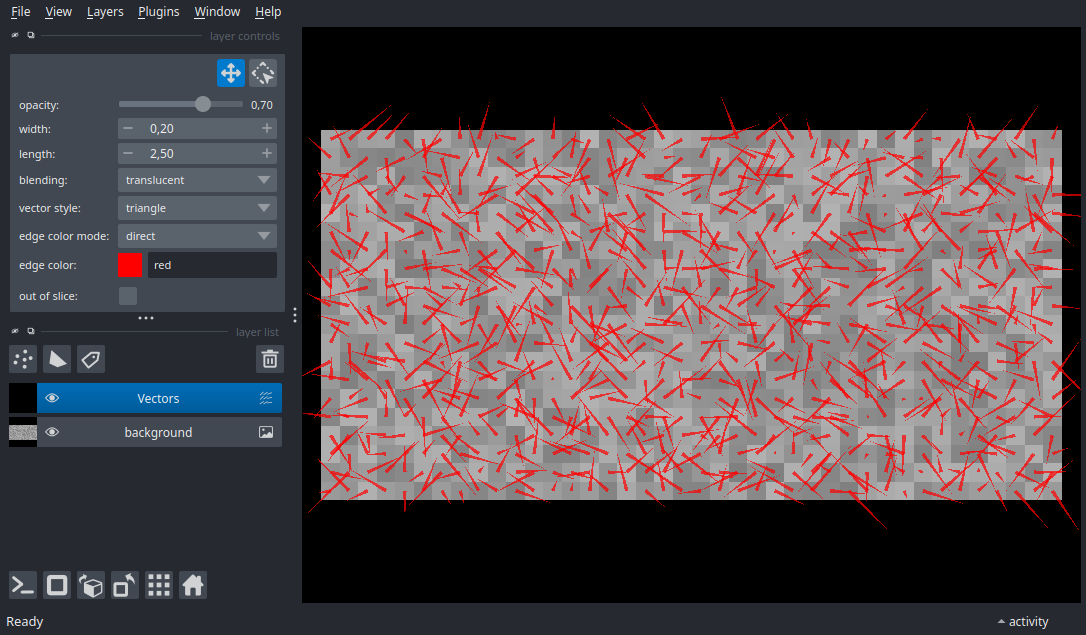 File View Layers Plugins Window Help
layer controls
opacity: 0,70
width: 0,20
length: 2,50
blending: translucent
vector style: triangle
edge color mode: direct
edge color: red
out of slice:
layer list
Vectors
background
Ready
activity